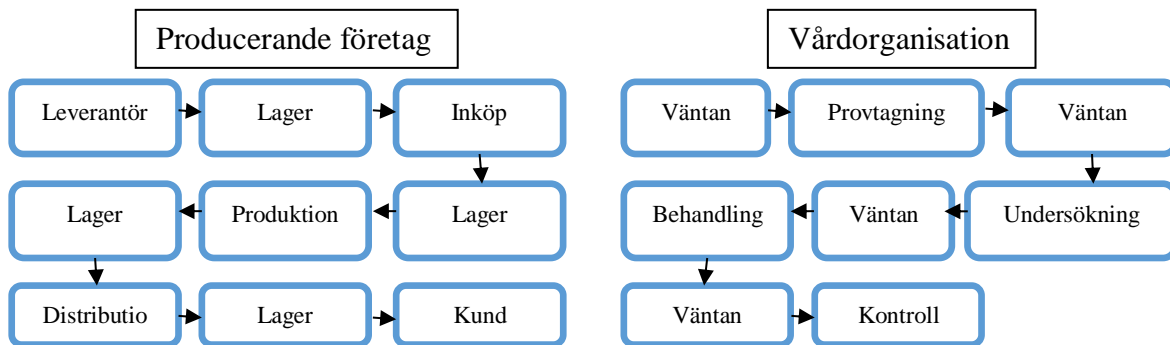 Producerande företag
Leverantör
Lager
Inköp
Lager
Produktion
Lager
Distributio
Lager
Kund
Vårdorganisation
Väntan
Provtagning
Väntan
Undersökning
Väntan
Behandling
Väntan
Kontroll